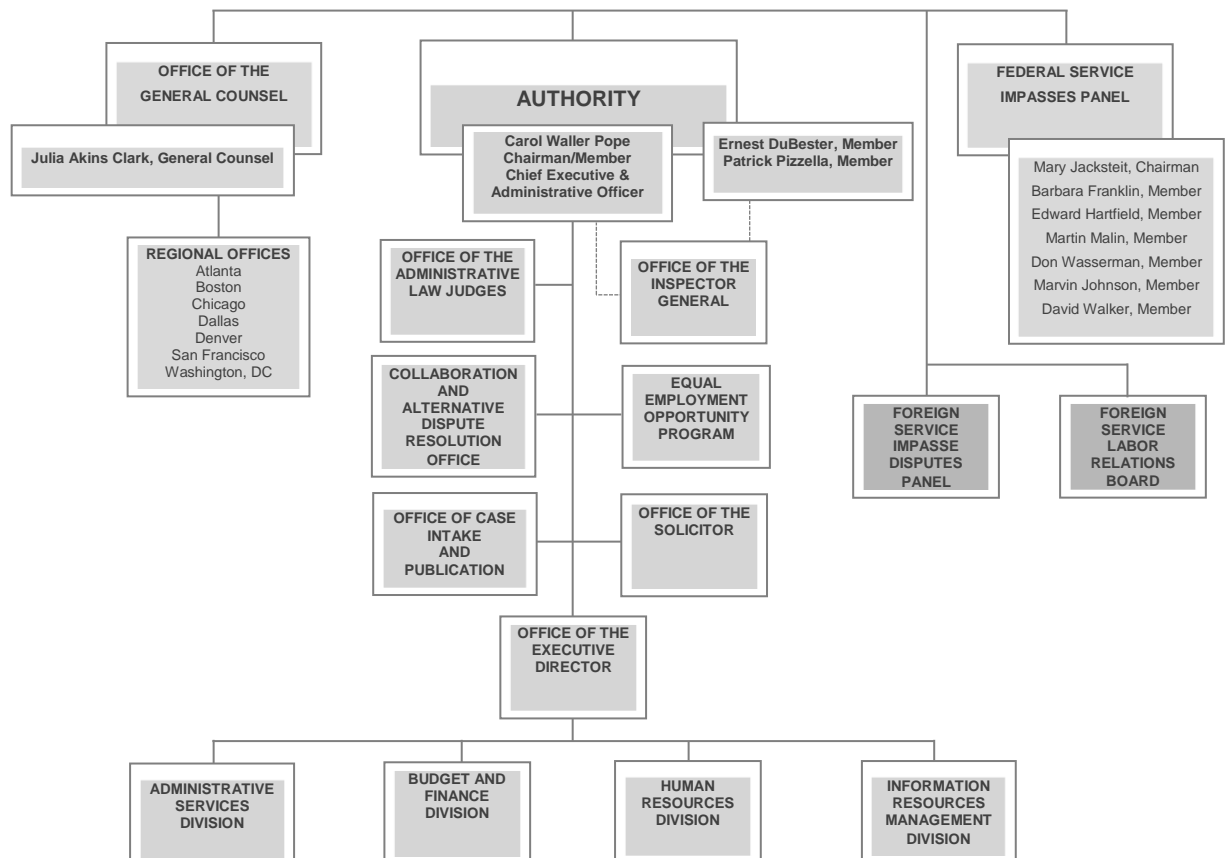 OFFICE OF THE
GENERAL COUNSEL
Julia Akins Clark, General Counsel
REGIONAL OFFICES
Atlanta
Boston
Chicago
Dallas
Denver
San Francisco
Washington, DC
AUTHORITY
Carol Waller Pope
Chairman/Member
Chief Executive &
Administrative Officer
Ernest DuBester, Member
Patrick Pizzella, Member
FEDERAL SERVICE
IMPASSES PANEL
Mary Jacksteit, Chairman
Barbara Franklin, Member
Edward Hartfield, Member
Martin Malin, Member
Don Wasserman, Member
Marvin Johnson, Member
David Walker, Member
OFFICE OF THE
ADMINISTRATIVE
LAW JUDGES
OFFICE OF THE
INSPECTOR
GENERAL
COLLABORATION
AND
ALTERNATIVE
DISPUTE
RESOLUTION
OFFICE
EQUAL
EMPLOYMENT
OPPORTUNITY
PROGRAM
FOREIGN
SERVICE
IMPASSE
DISPUTES
PANEL
FOREIGN
SERVICE
LABOR
RELATIONS
BOARD
OFFICE OF CASE
INTAKE
AND
PUBLICATION
OFFICE OF THE
SOLICITOR
OFFICE OF THE
EXECUTIVE
DIRECTOR
ADMINISTRATIVE
SERVICES
DIVISION
BUDGET AND
FINANCE
DIVISION
HUMAN
RESOURCES
DIVISION
INFORMATION
RESOURCES
MANAGEMENT
DIVISION